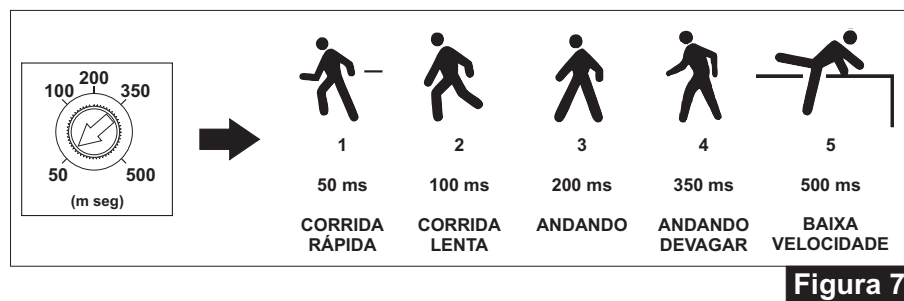 200
100 350
50 500
(m seg)
1 2 3 4 5
50 ms 100 ms 200 ms 350 ms 500 ms
CORRIDA CORRIDA ANDANDO ANDANDO BAIXA
RÁPIDA LENTA DEVAGAR VELOCIDADE
Figura 7